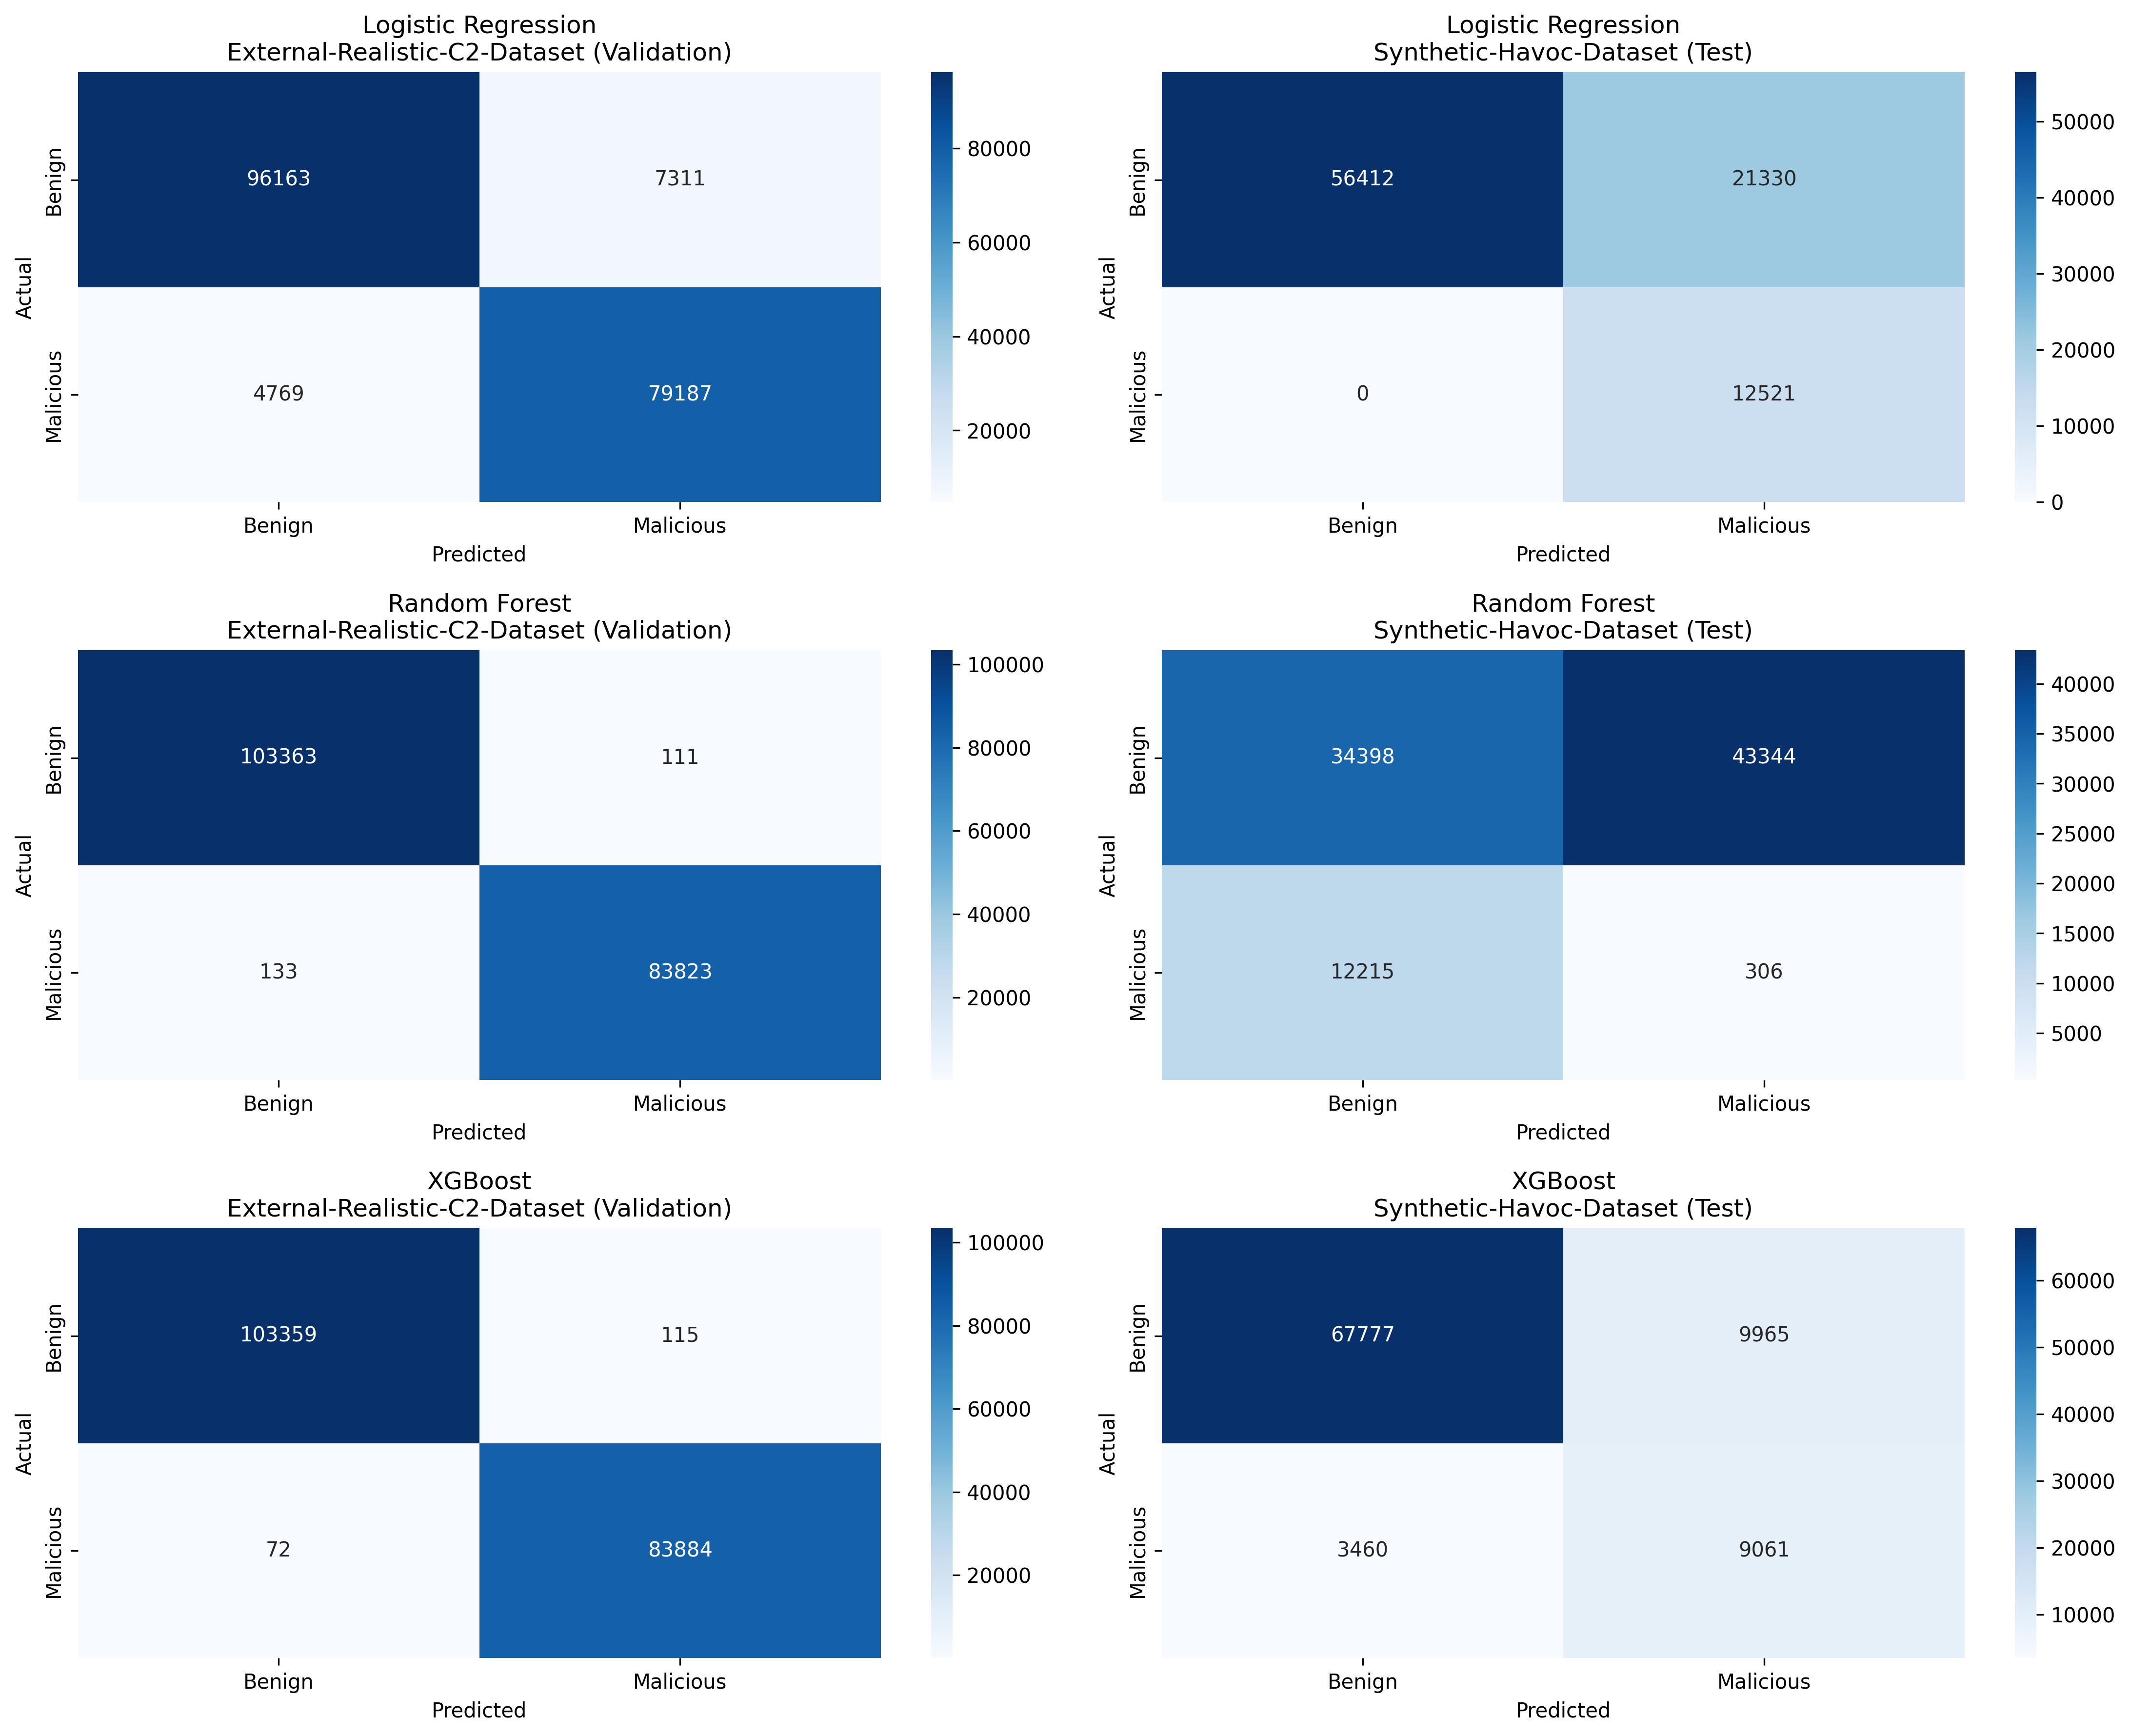 Logistic Regression
External-Realistic-C2-Dataset (Validation)
Actual
Benign
Malicious
96163
7311
4769
79187
80000
60000
40000
20000
Benign
Malicious
Predicted
Logistic Regression
Synthetic-Havoc-Dataset (Test)
Actual
Benign
Malicious
56412
21330
0
12521
50000
40000
30000
20000
10000
0
Benign
Malicious
Predicted
Random Forest
External-Realistic-C2-Dataset (Validation)
Actual
Benign
Malicious
103363
111
133
83823
100000
80000
60000
40000
20000
Benign
Malicious
Predicted
Random Forest
Synthetic-Havoc-Dataset (Test)
Actual
Benign
Malicious
34398
43344
12215
306
40000
35000
30000
25000
20000
15000
10000
5000
Benign
Malicious
Predicted
XGBoost
External-Realistic-C2-Dataset (Validation)
Actual
Benign
Malicious
103359
115
72
83884
100000
80000
60000
40000
20000
Benign
Malicious
Predicted
XGBoost
Synthetic-Havoc-Dataset (Test)
Actual
Benign
Malicious
67777
9965
3460
9061
60000
50000
40000
30000
20000
10000
Benign
Malicious
Predicted